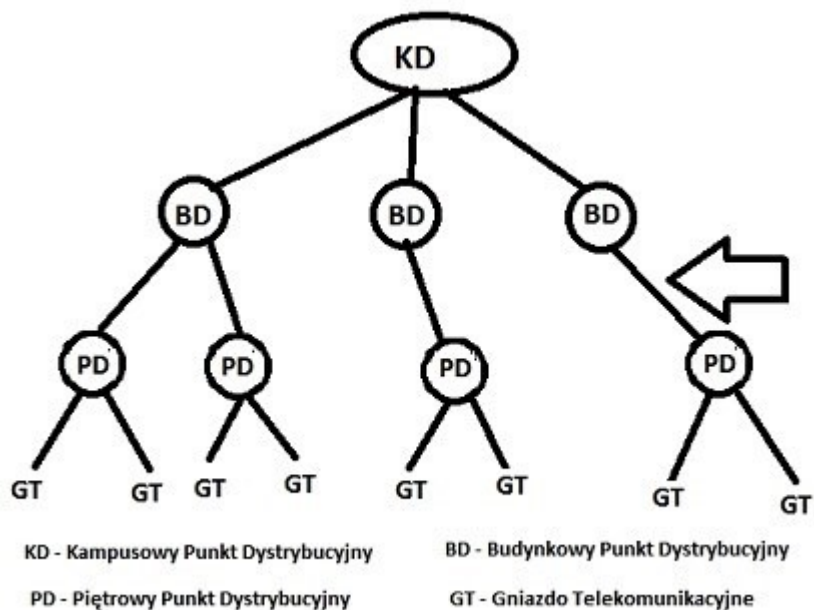 KD
BD BD BD
PD PD PD PD
GT GT GT GT GT GT GT GT
KD - Kampusowy Punkt Dystrybucyjny BD - Budynkowy Punkt Dystrybucyjny
PD - Piętrowy Punkt Dystrybucyjny GT - Gniazdo Telekomunikacyjne